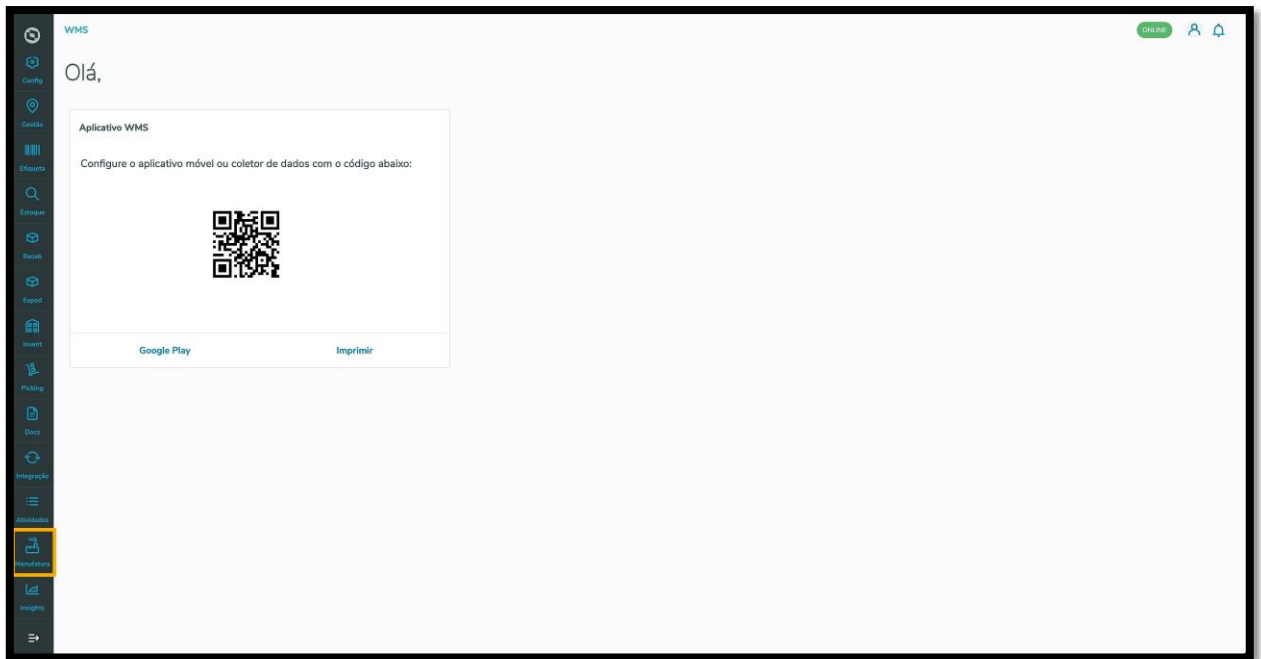 WMS
ONLINE
Olá,
Config
Gestão
Etiqueta
Estoque
Receb
Exped
Invent
Picking
Docs
Integração
Atividades
Manufatura
Insights
Aplicativo WMS
Configure o aplicativo móvel ou coletor de dados com o código abaixo:
Google Play
Imprimir